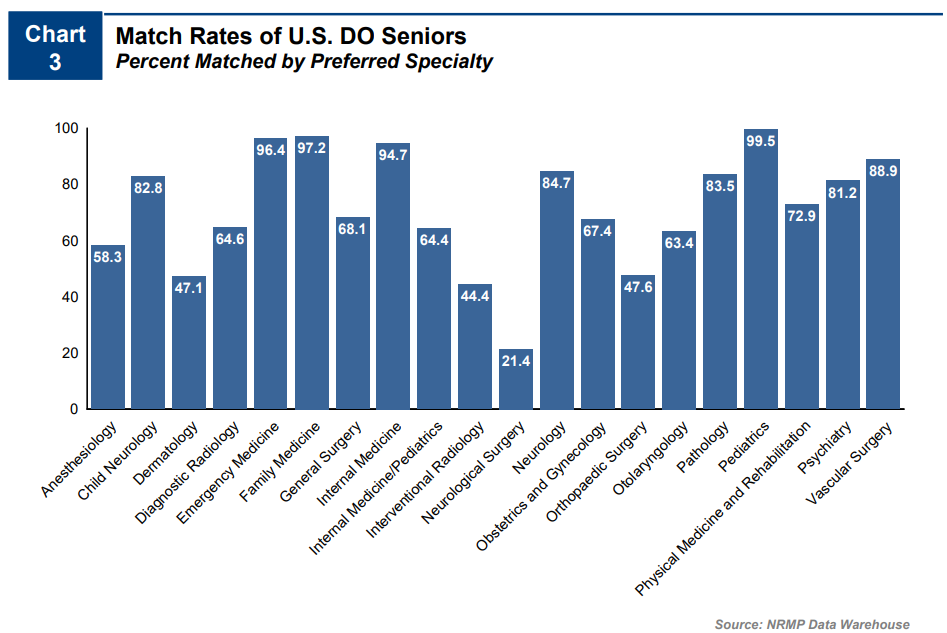 Chart
3
Match Rates of U.S. DO Seniors
Percent Matched by Preferred Specialty
100
80
60
40
20
0
58.3
82.8
47.1
64.6
96.4
97.2
68.1
94.7
64.4
44.4
21.4
84.7
67.4
47.6
63.4
83.5
99.5
72.9
81.2
88.9
Anesthesiology
Child Neurology
Dermatology
Diagnostic Radiology
Emergency Medicine
Family Medicine
General Surgery
Internal Medicine
Internal Medicine/Pediatrics
Interventional Radiology
Neurological Surgery
Neurology
Obstetrics and Gynecology
Orthopaedic Surgery
Otolaryngology
Pathology
Pediatrics
Physical Medicine and Rehabilitation
Psychiatry
Vascular Surgery
Source: NRMP Data Warehouse